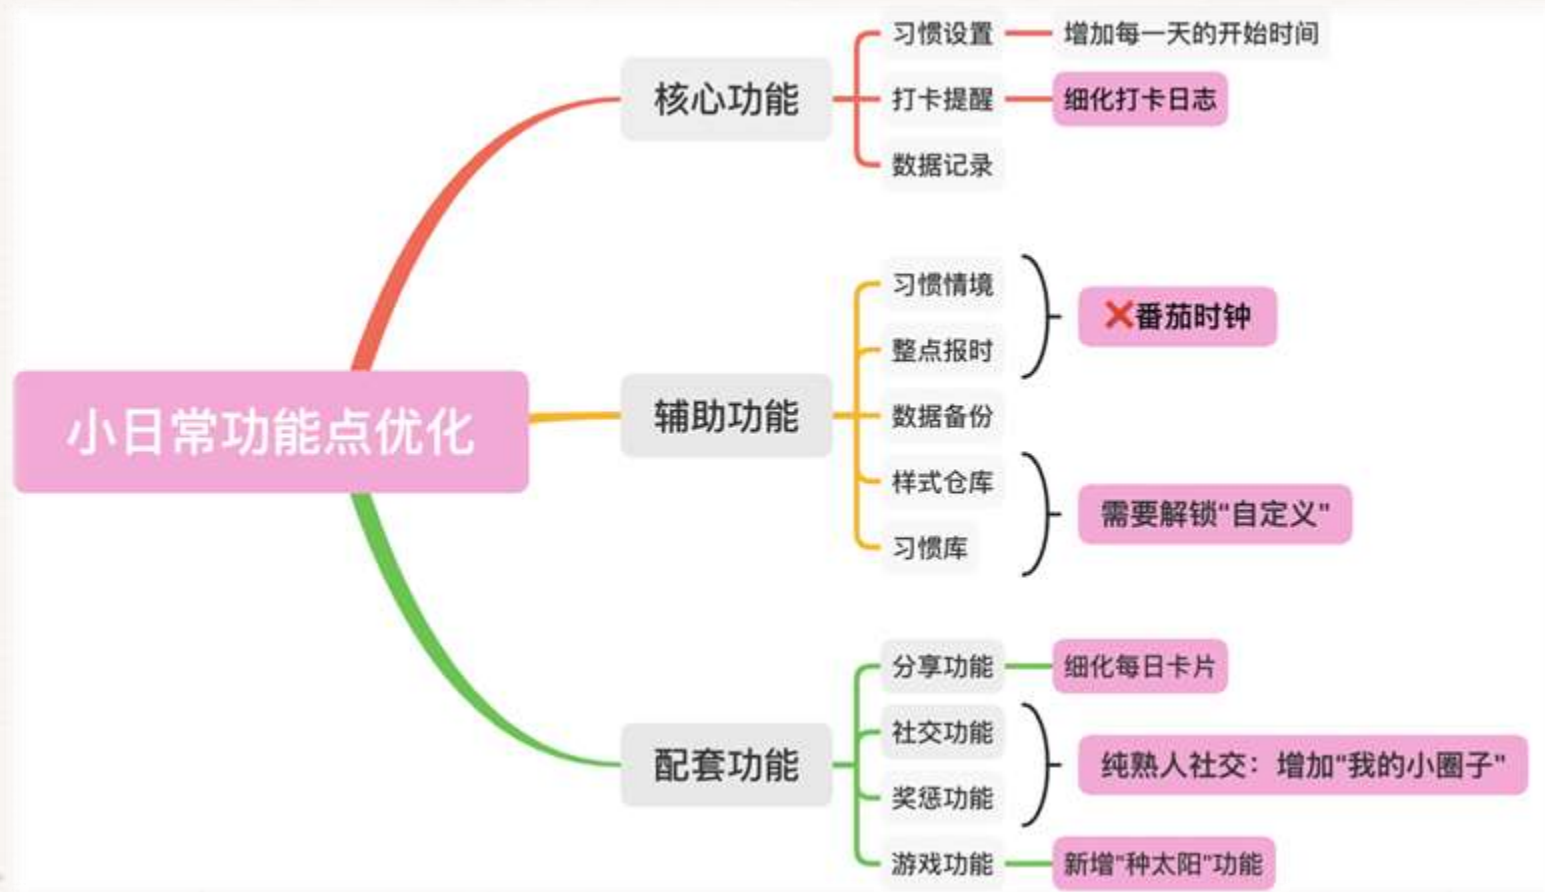 小日常功能点优化
核心功能
习惯设置
增加每一天的开始时间
打卡提醒
细化打卡日志
数据记录
辅助功能
习惯情境
整点报时
❌番茄时钟
数据备份
样式仓库
习惯库
需要解锁“自定义”
配套功能
分享功能
细化每日卡片
社交功能
奖惩功能
纯熟人社交：增加"我的小圈子"
游戏功能
新增"种太阳"功能